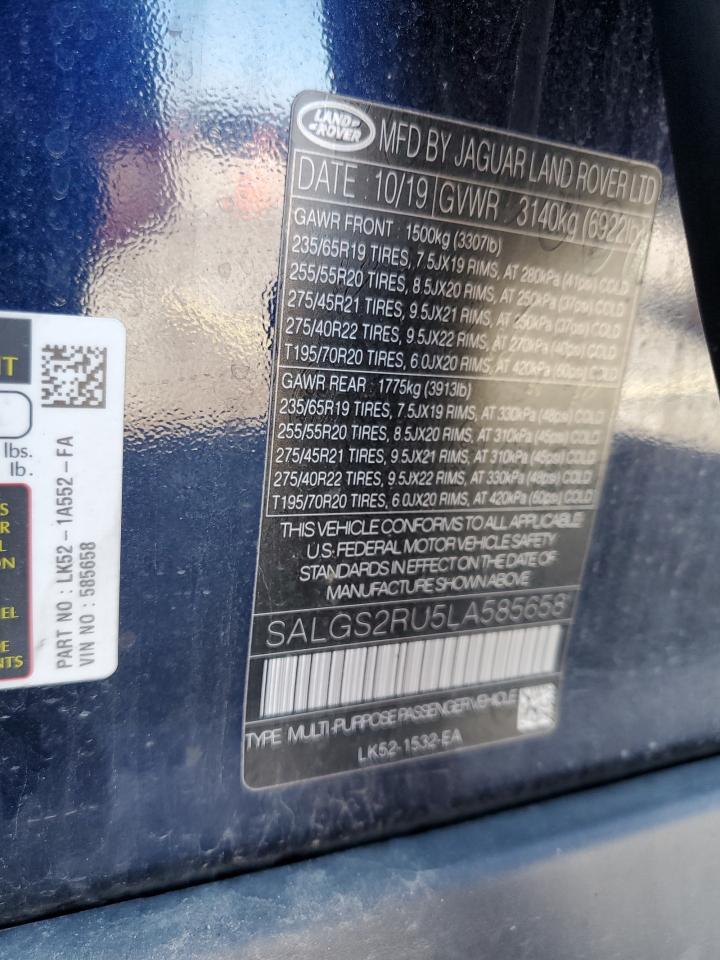 LAND-
-ROVER
MFD BY JAGUAR LAND ROVER LTD
DATE 10/19 GVWR 3140kg (6922lb
GAWR FRONT : 1500kg (3307lb)
235/65R19 TIRES, 7.5JX19 RIMS, AT 280kPa (41psi) COLD
255/55R20 TIRES, 8.5JX20 RIMS, AT 250kPa (37psi) COLD
275/45R21 TIRES, 9.5JX21 RIMS, AT 250kPa (37psi) COLD
275/40R22 TIRES, 9.5JX22 RIMS, AT 270kPa (40psi) COLD
T195/70R20 TIRES, 6.0JX20 RIMS, AT 420kPa (60psi) COLD
GAWR REAR : 1775kg (3913lb)
235/65R19 TIRES, 7.5JX19 RIMS, AT 330kPa (48psi) COLD
255/55R20 TIRES, 8.5JX20 RIMS, AT 310kPa (45psi) COLD
275/45R21 TIRES, 9.5JX21 RIMS, AT 310kPa (45psi) COLD
275/40R22 TIRES, 9.5JX22 RIMS, AT 330kPa (48psi) COLD
T195/70R20 TIRES, 6.0JX20 RIMS, AT 420kPa (60psi) COLD
THIS VEHICLE CONFORMS TO ALL APPLICABLE
U.S. FEDERAL MOTOR VEHICLE SAFETY
STANDARDS IN EFFECT ON THE DATE OF
MANUFACTURE SHOWN ABOVE
SALGS2RU5LA585658
TYPE MULTI-PURPOSE PASSENGER VEHICLE
LK52-1532-EA
lbs.
lb.
PART NO : LK52-1A552-FA
VIN NO : 585658